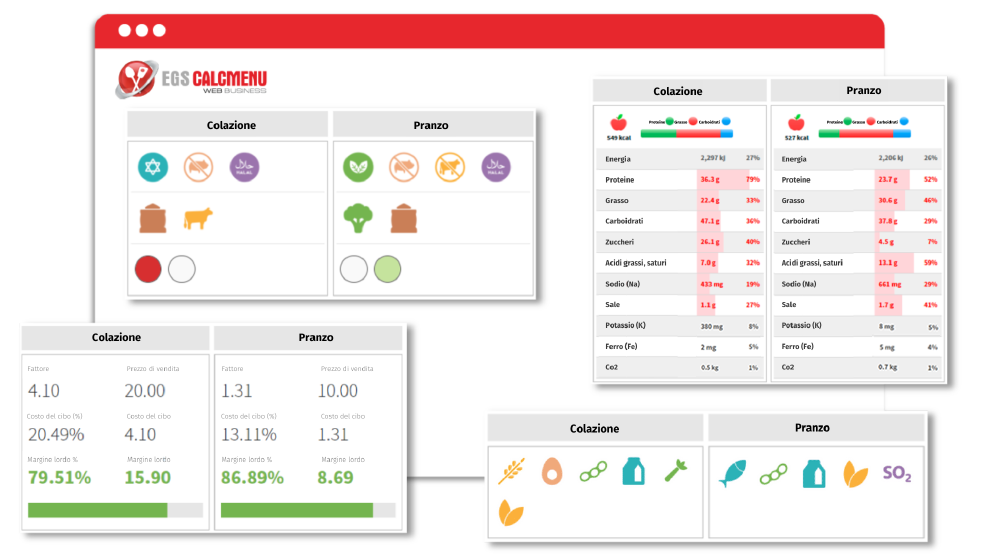 EGS CALCMENU
WEB BUSINESS
Colazione Pranzo
حلال
HALAL
حلال
HALAL
Colazione Pranzo
Proteine Grasso Carboidrati
549 kcal
Proteine Grasso Carboidrati
527 kcal
Energia 2,297 kJ 27% Energia 2,206 kJ 26%
Proteine 36.3 g 79% Proteine 23.7 g 52%
Grasso 22.4 g 33% Grasso 30.6 g 46%
Carboidrati 47.1 g 36% Carboidrati 37.8 g 29%
Zuccheri 26.1 g 40% Zuccheri 4.5 g 7%
Acidi grassi, saturi 7.0 g 32% Acidi grassi, saturi 13.1 g 59%
Sodio (Na) 433 mg 19% Sodio (Na) 661 mg 29%
Sale 1.1 g 27% Sale 1.7 g 41%
Potassio (K) 380 mg 8% Potassio (K) 8 mg 5%
Ferro (Fe) 2 mg 5% Ferro (Fe) 5 mg 4%
Co2 0.5 kg 1% Co2 0.7 kg 1%
Colazione Pranzo
Fattore Prezzo di vendita Fattore Prezzo di vendita
4.10 20.00 1.31 10.00
Costo del cibo (%) Costo del cibo Costo del cibo (%) Costo del cibo
20.49% 4.10 13.11% 1.31
Margine lordo % Margine lordo Margine lordo % Margine lordo
79.51% 15.90 86.89% 8.69
Colazione Pranzo
SO₂